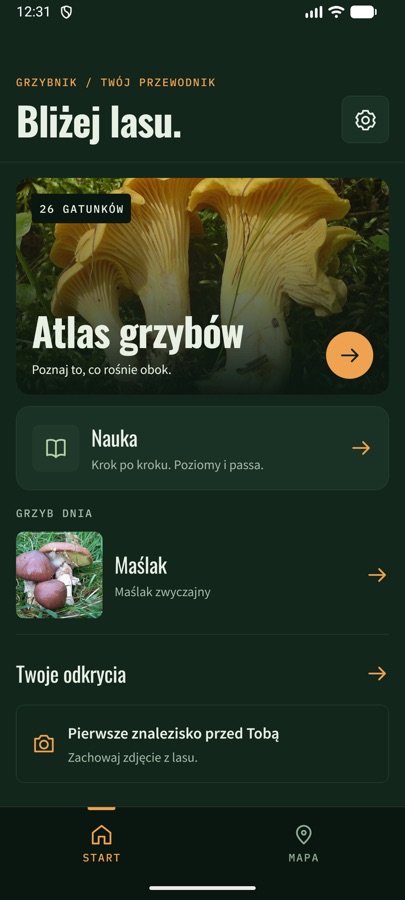 12:31
GRZYBNIK / TWÓJ PRZEWODNIK
Bliżej lasu.
26 GATUNKÓW
Atlas grzybów
Poznaj to, co rośnie obok.
Nauka
Krok po kroku. Poziomy i passa.
GRZYB DNIA
Maślak
Maślak zwyczajny
Twoje odkrycia
Pierwsze znalezisko przed Tobą
Zachowaj zdjęcie z lasu.
START
MAPA